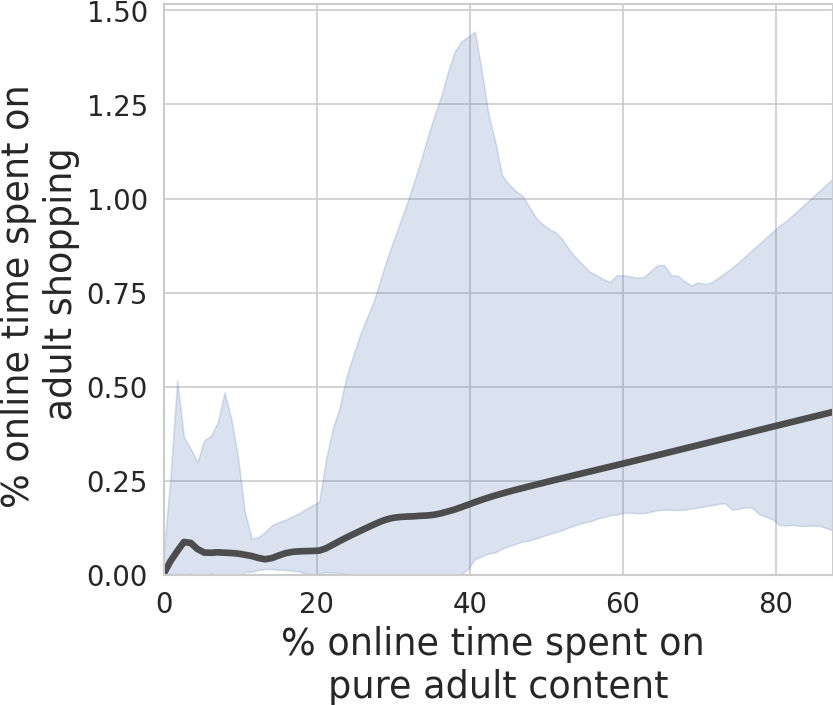 % online time spent on
adult shopping
1.50
1.25
1.00
0.75
0.50
0.25
0.00
0 20 40 60 80
% online time spent on
pure adult content